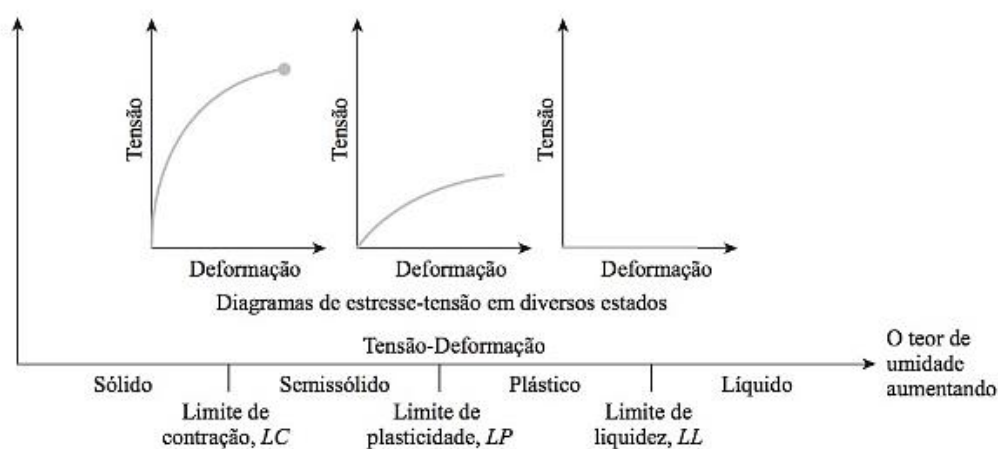 Tensão
Tensão
Tensão
Deformação
Deformação
Deformação
Diagramas de estresse-tensão em diversos estados
Tensão-Deformação
O teor de
umidade
aumentando
Sólido
Semissólido
Plástico
Líquido
Limite de
contração, LC
Limite de
plasticidade, LP
Limite de
liquidez, LL